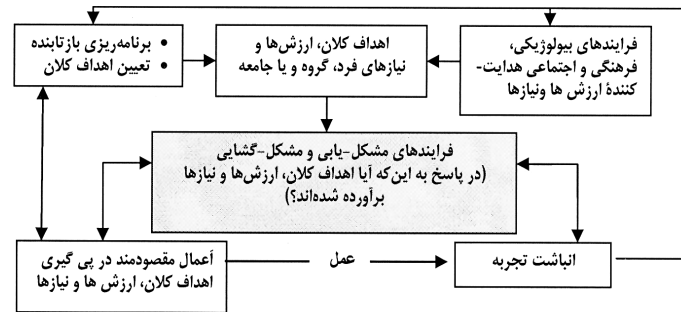 فرایندهای بیولوژیکی،
فرهنگی و اجتماعی هدایت-
کنندهٔ ارزش ها ونیازها
اهداف کلان، ارزش‌ها و
نیازهای فرد، گروه و یا جامعه
• برنامه‌ریزی بازتابنده
• تعیین اهداف کلان
فرایندهای مشکل-یابی و مشکل-گشایی
(در پاسخ به این‌که آیا اهداف کلان، ارزش‌ها و نیازها
برآورده شده‌اند؟)
انباشت تجربه
عمل
أعمال مقصودمند در پی گیری
اهداف کلان، ارزش ها و نیازها